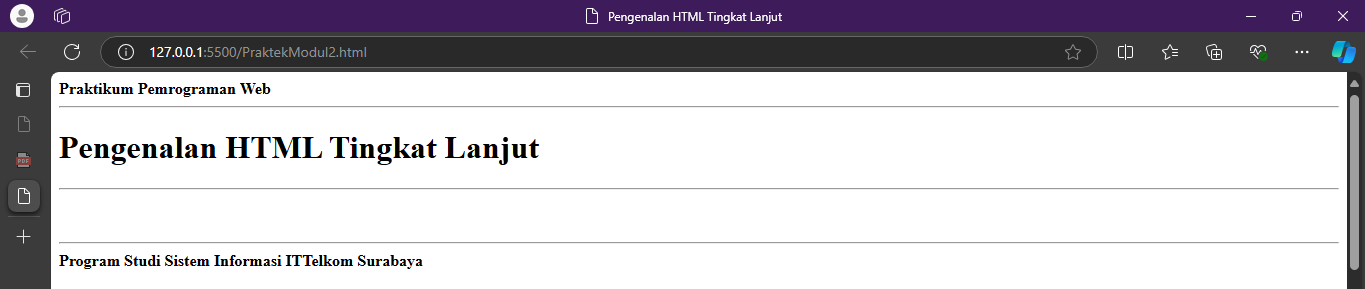 Pengenalan HTML Tingkat Lanjut
127.0.0.1:5500/PraktekModul2.html
PDF
Praktikum Pemrograman Web
Pengenalan HTML Tingkat Lanjut
Program Studi Sistem Informasi ITTelkom Surabaya